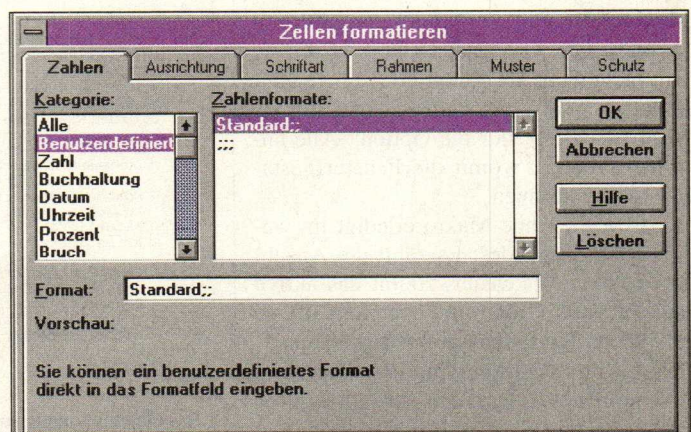 Zellen formatieren
Zahlen Ausrichtung Schriftart Rahmen Muster Schutz
Kategorie:
Alle
Benutzerdefiniert
Zahl
Buchhaltung
Datum
Uhrzeit
Prozent
Bruch
Zahlenformate:
Standard;;
;;;
OK
Abbrechen
Hilfe
Löschen
Format: Standard;;
Vorschau:
Sie können ein benutzerdefiniertes Format
direkt in das Formatfeld eingeben.